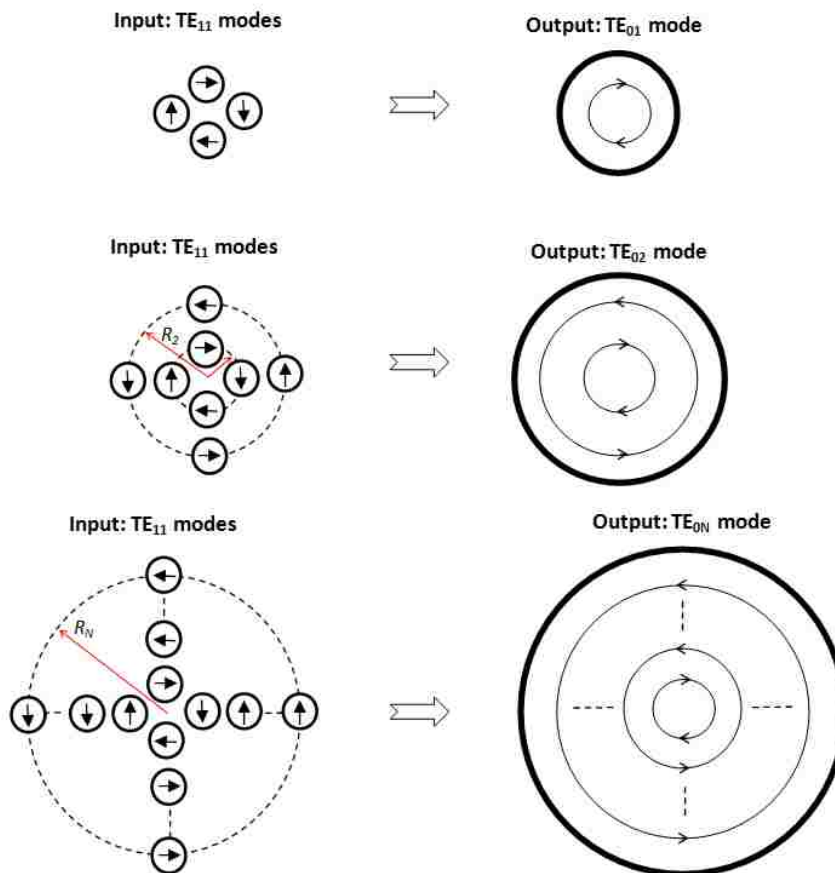 Input: TE₁₁ modes
Output: TE₀₁ mode
Input: TE₁₁ modes
Output: TE₀₂ mode
R₂
Input: TE₁₁ modes
Output: TE₀N mode
R_N